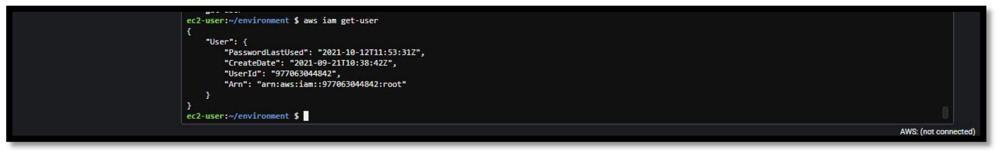 ec2-user:~/environment $ aws iam get-user
{
    "User": {
        "PasswordLastUsed": "2021-10-12T11:53:31Z",
        "CreateDate": "2021-09-21T10:38:42Z",
        "UserId": "977063044842",
        "Arn": "arn:aws:iam::977063044842:root"
    }
}
ec2-user:~/environment $
AWS: (not connected)